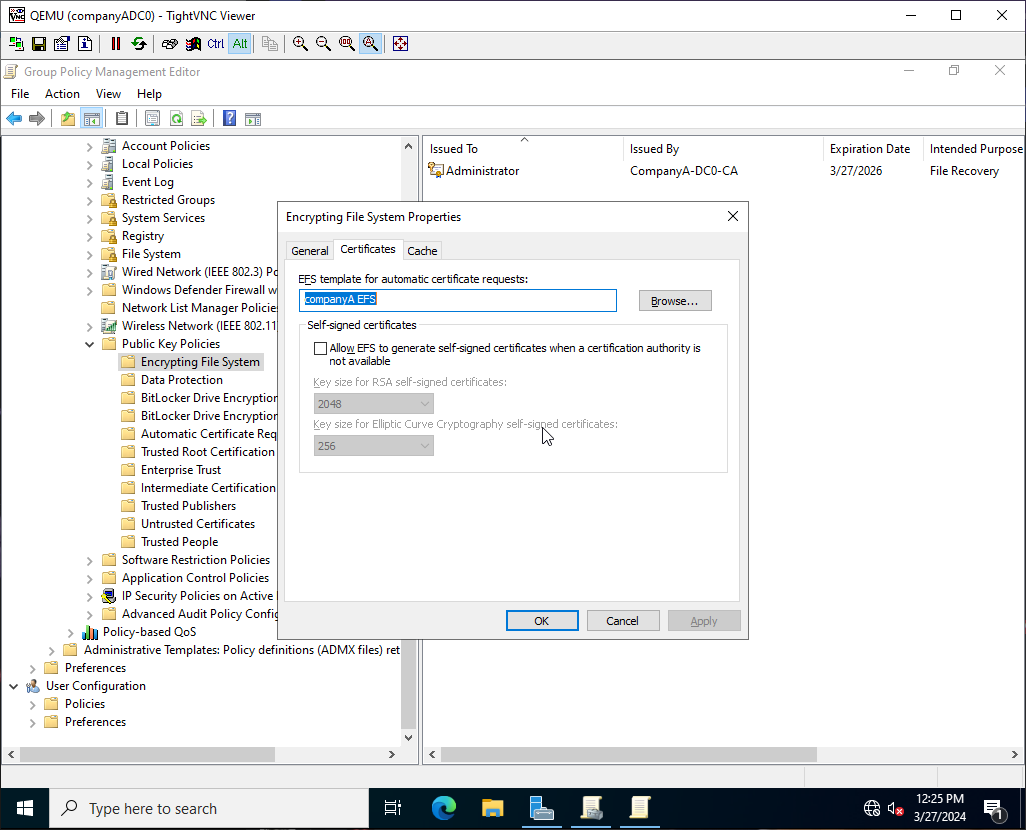 QEMU (companyADC0) - TightVNC Viewer
Ctrl Alt
Group Policy Management Editor
File Action View Help
Account Policies
Local Policies
Event Log
Restricted Groups
System Services
Registry
File System
Wired Network (IEEE 802.3) Po
Windows Defender Firewall w
Network List Manager Policie
Wireless Network (IEEE 802.11
Public Key Policies
Encrypting File System
Data Protection
BitLocker Drive Encryption
BitLocker Drive Encryption
Automatic Certificate Req
Trusted Root Certification
Enterprise Trust
Intermediate Certification
Trusted Publishers
Untrusted Certificates
Trusted People
Software Restriction Policies
Application Control Policies
IP Security Policies on Active
Advanced Audit Policy Config
Policy-based QoS
Administrative Templates: Policy definitions (ADMX files) ret
Preferences
User Configuration
Policies
Preferences
Issued To Issued By Expiration Date Intended Purpose
Administrator CompanyA-DC0-CA 3/27/2026 File Recovery
Encrypting File System Properties
General Certificates Cache
EFS template for automatic certificate requests:
companyA EFS
Browse...
Self-signed certificates
Allow EFS to generate self-signed certificates when a certification authority is
not available
Key size for RSA self-signed certificates:
2048
Key size for Elliptic Curve Cryptography self-signed certificates:
256
OK Cancel Apply
Type here to search
12:25 PM
3/27/2024
1